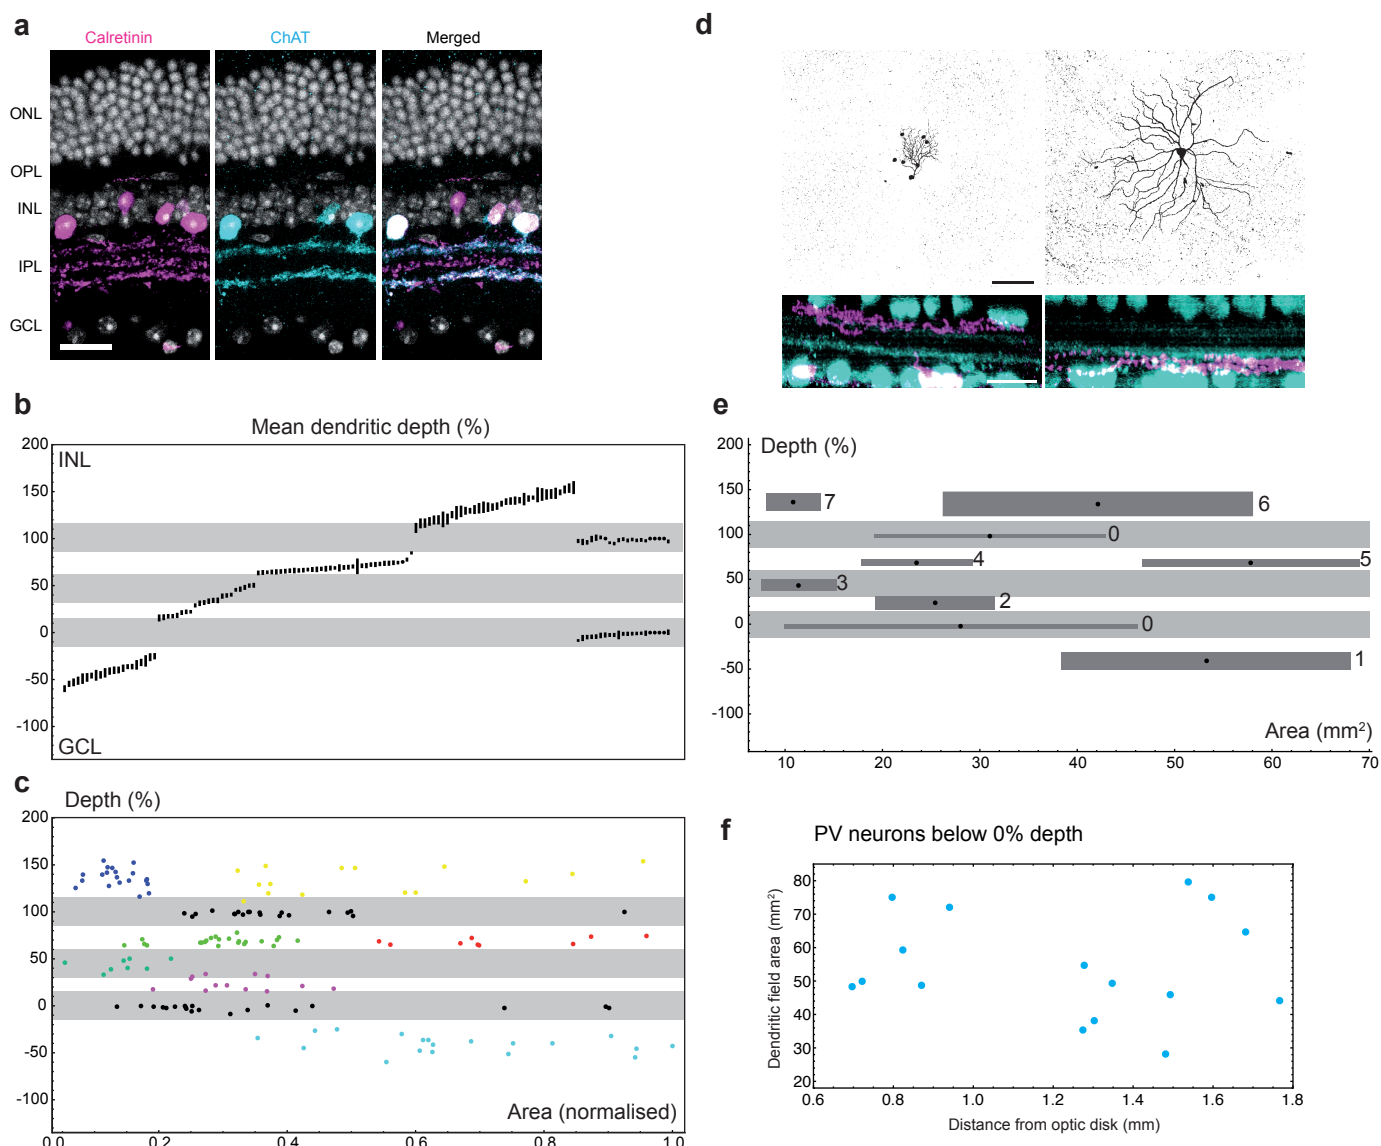 a
Calretinin
ChAT
Merged
ONL
OPL
INL
IPL
GCL
b
Mean dendritic depth (%)
200
INL
150
100
50
0
-50
-100
GCL
c
Depth (%)
200
150
100
50
0
-50
-100
Area (normalised)
0.0
0.2
0.4
0.6
0.8
1.0
d
e
200
Depth (%)
150
7
6
100
0
4
5
50
3
2
0
0
1
-50
-100
Area (mm²)
10
20
30
40
50
60
70
f
PV neurons below 0% depth
Dendritic field area (mm²)
80
70
60
50
40
30
20
0.6
0.8
1.0
1.2
1.4
1.6
1.8
Distance from optic disk (mm)